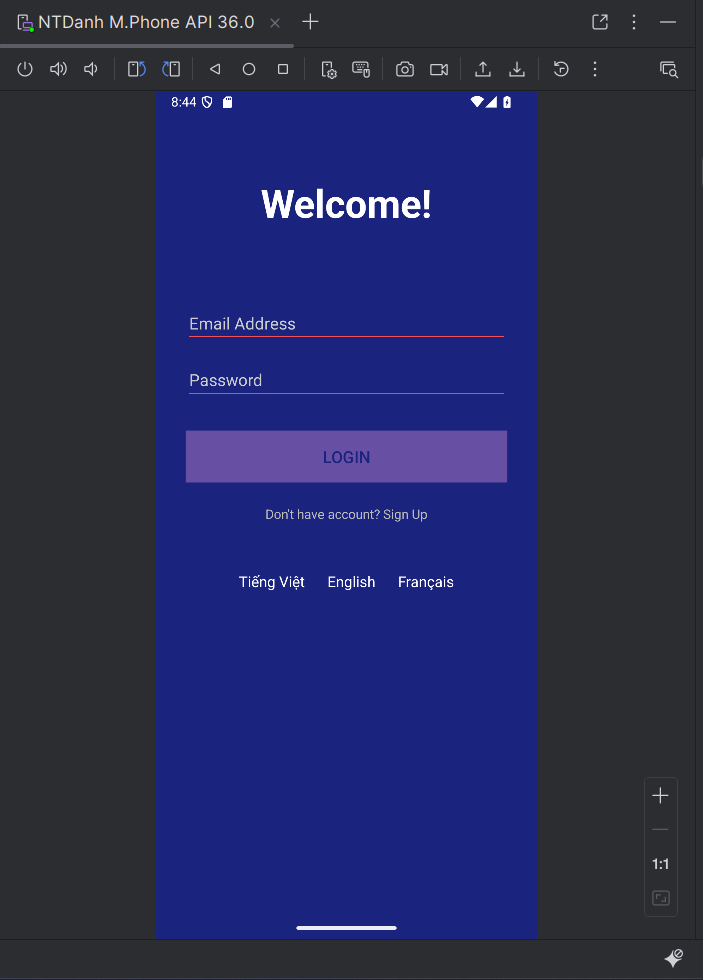 NTDanh M.Phone API 36.0
8:44
Welcome!
Email Address
Password
LOGIN
Don't have account? Sign Up
Tiếng Việt English Français
1:1